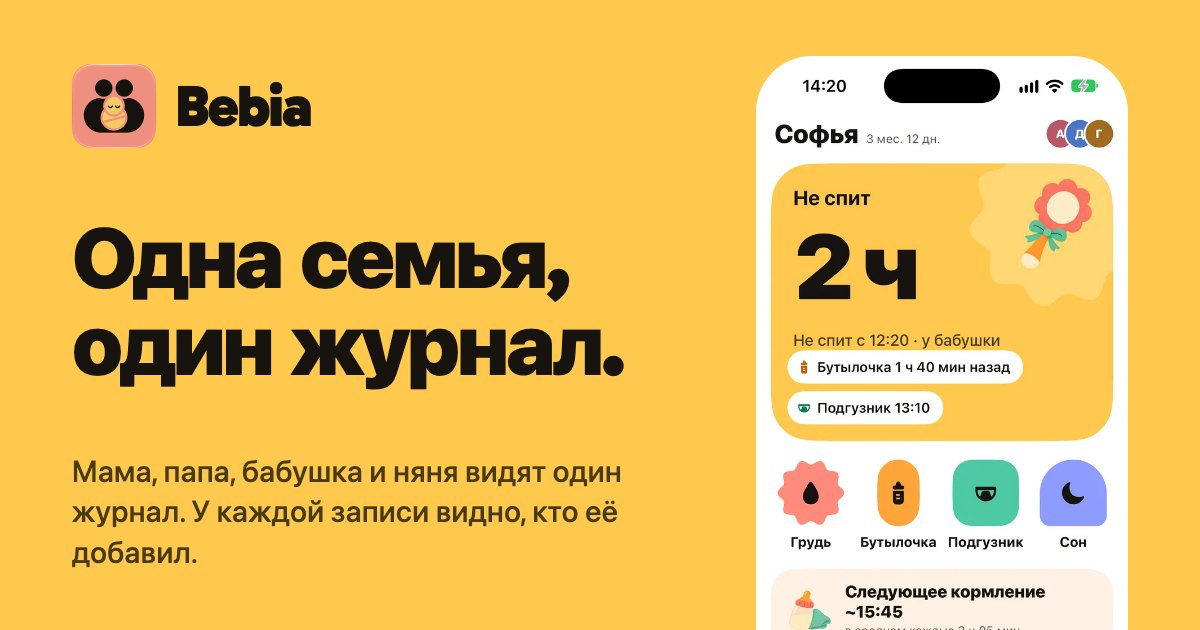 Bebia
Одна семья,
один журнал.
Мама, папа, бабушка и няня видят один
журнал. У каждой записи видно, кто её
добавил.
14:20
Софья 3 мес. 12 дн.
А Д Г
Не спит
2 ч
Не спит с 12:20 · у бабушки
Бутылочка 1 ч 40 мин назад
Подгузник 13:10
Грудь Бутылочка Подгузник Сон
Следующее кормление
~15:45